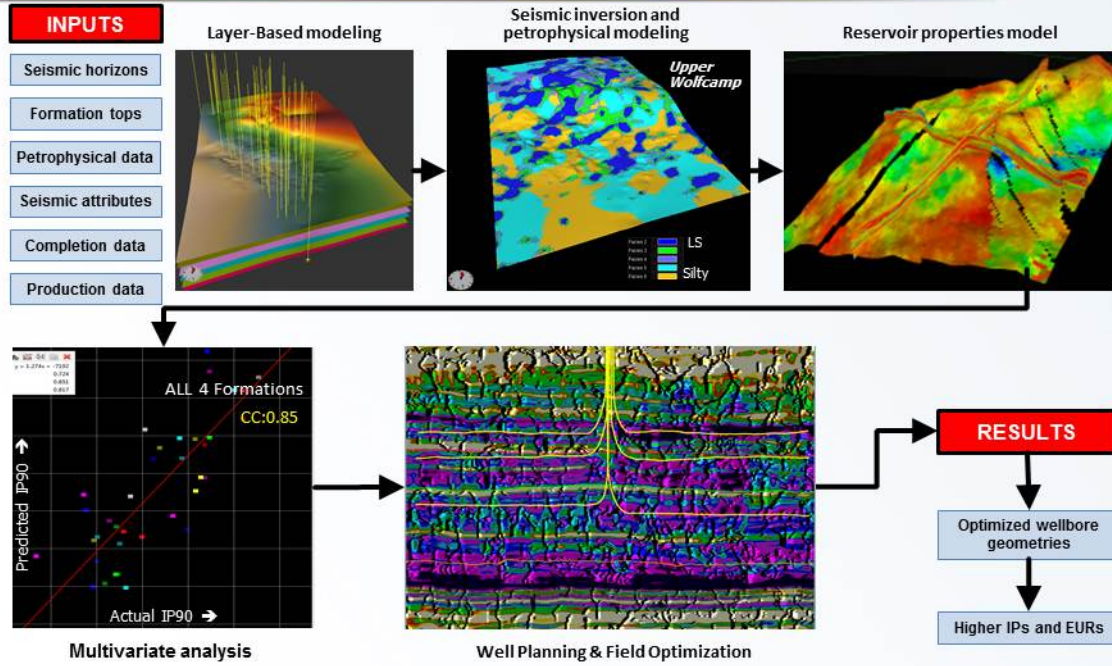 INPUTS
Seismic horizons
Formation tops
Petrophysical data
Seismic attributes
Completion data
Production data
Layer-Based modeling
Seismic inversion and
petrophysical modeling
Upper
Wolfcamp
LS
Silty
Reservoir properties model
ALL 4 Formations
CC:0.85
Predicted IP90 →
Actual IP90 →
Multivariate analysis
Well Planning & Field Optimization
RESULTS
Optimized wellbore
geometries
Higher IPs and EURs